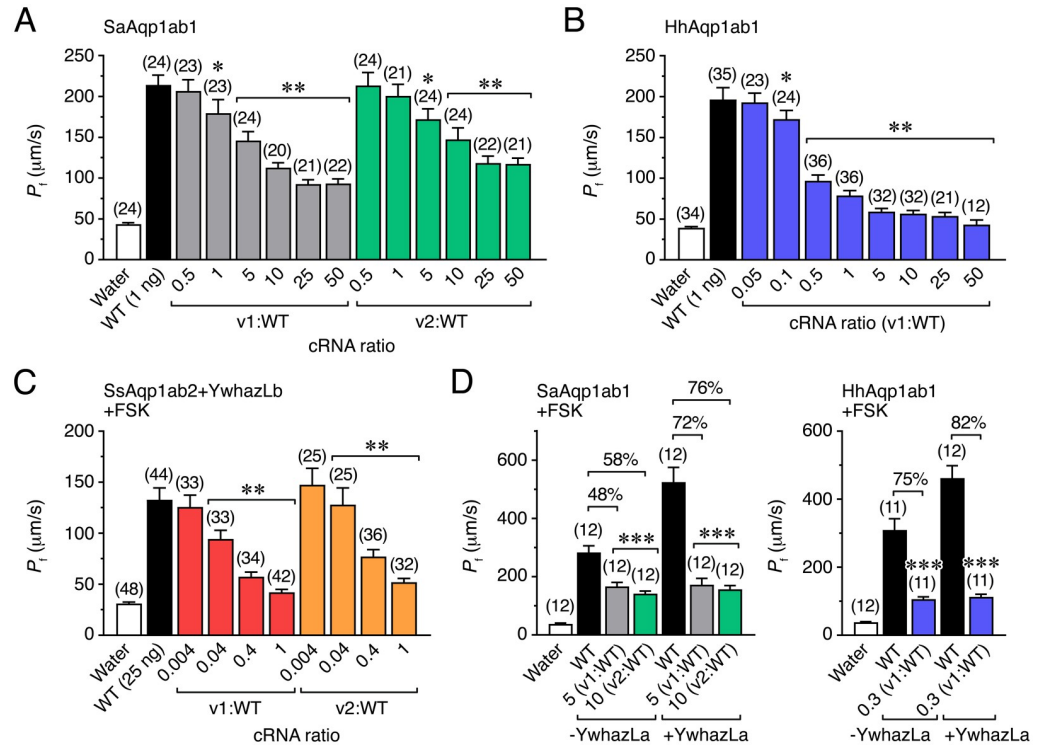 A
SaAqp1ab1
250
200
150
100
50
0
Pf (μm/s)
(24)
(24)
(23)
*
(23)
(24)
(20)
(21)
(22)
**
(24)
(21)
*
(24)
(24)
(22)
(21)
**
Water
WT (1 ng)
0.5
1
5
10
25
50
0.5
1
5
10
25
50
v1:WT
v2:WT
cRNA ratio
B
HhAqp1ab1
250
200
150
100
50
0
Pf (μm/s)
(34)
(35)
(23)
*
(24)
**
(36)
(36)
(32)
(32)
(21)
(12)
Water
WT (1 ng)
0.05
0.1
0.5
1
5
10
25
50
cRNA ratio (v1:WT)
C
SsAqp1ab2+YwhazLb
+FSK
200
150
100
50
0
Pf (μm/s)
(48)
(44)
(33)
**
(33)
(34)
(42)
(25)
**
(25)
(36)
(32)
Water
WT (25 ng)
0.004
0.04
0.4
1
0.004
0.04
0.4
1
v1:WT
v2:WT
cRNA ratio
D
SaAqp1ab1
+FSK
600
400
200
0
Pf (μm/s)
76%
72%
58%
48%
(12)
(12)
***
(12)
(12)
(12)
***
(12)
(12)
Water
WT
5 (v1:WT)
10 (v2:WT)
WT
5 (v1:WT)
10 (v2:WT)
-YwhazLa
+YwhazLa
HhAqp1ab1
+FSK
600
400
200
0
Pf (μm/s)
82%
75%
(12)
(11)
***
(11)
(12)
***
(11)
Water
WT
0.3 (v1:WT)
WT
0.3 (v1:WT)
-YwhazLa
+YwhazLa